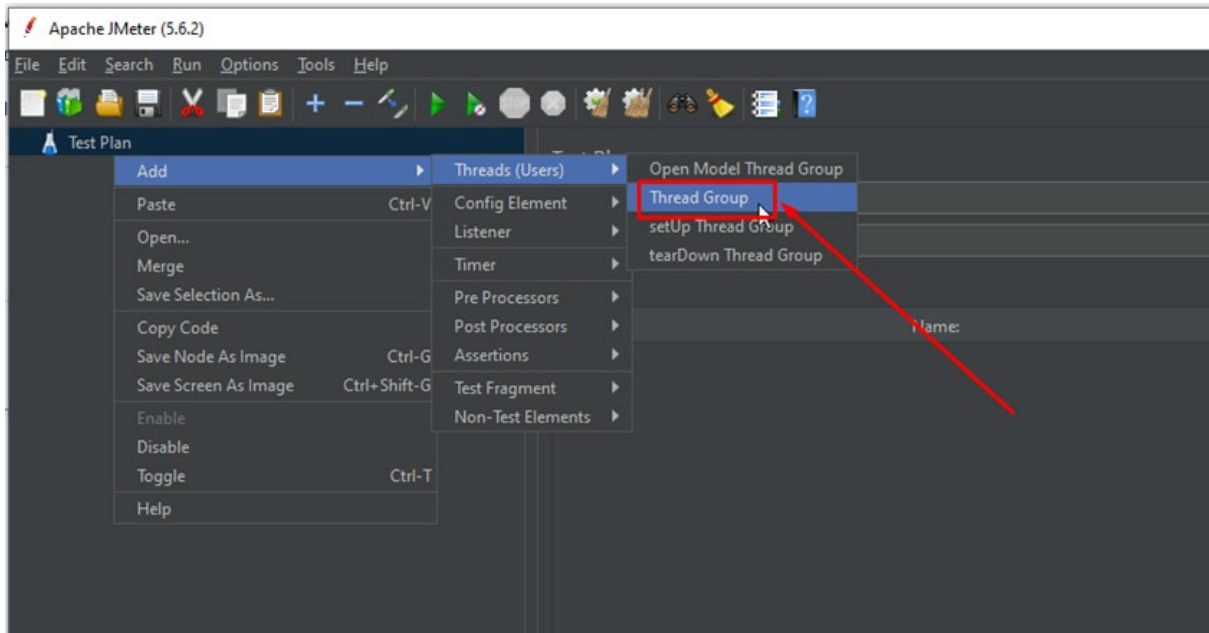 Apache JMeter (5.6.2)
File Edit Search Run Options Tools Help
STOP
Test Plan
Add
Paste Ctrl-V
Open...
Merge
Save Selection As...
Copy Code
Save Node As Image Ctrl-G
Save Screen As Image Ctrl+Shift-G
Enable
Disable
Toggle Ctrl-T
Help
Threads (Users)
Config Element
Listener
Timer
Pre Processors
Post Processors
Assertions
Test Fragment
Non-Test Elements
Open Model Thread Group
Thread Group
setUp Thread Group
tearDown Thread Group
Name: